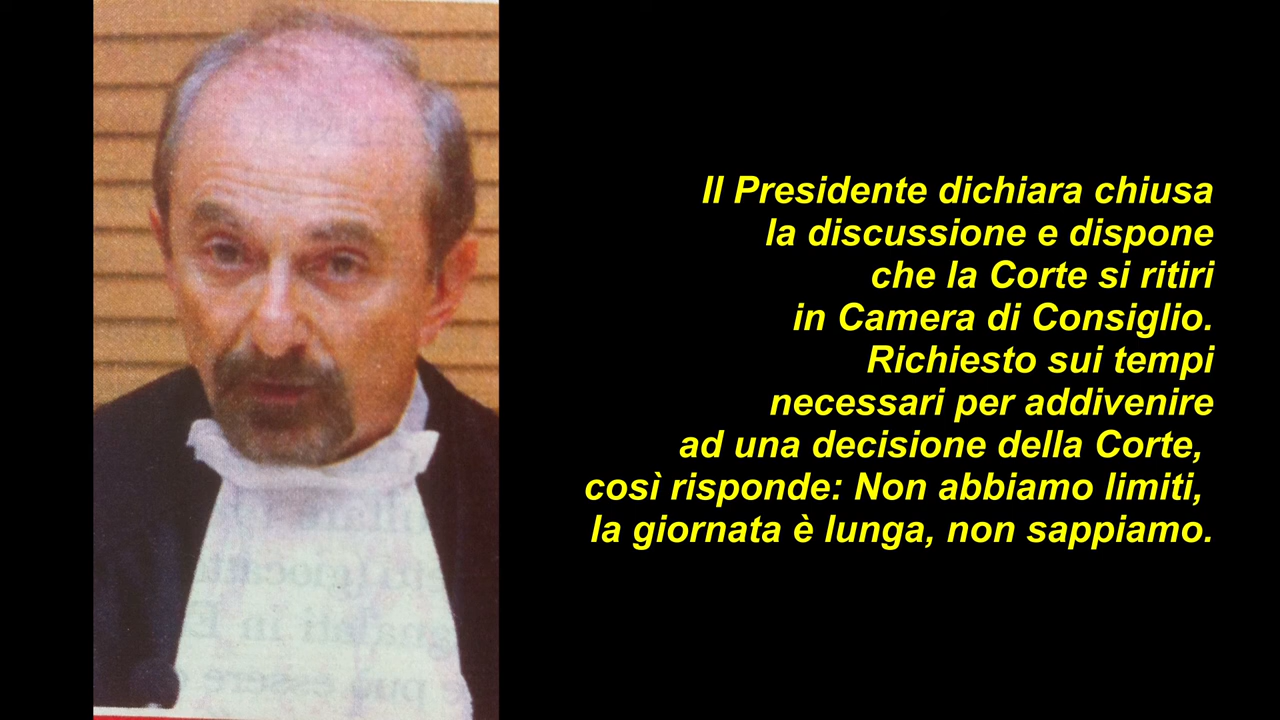 Il Presidente dichiara chiusa
la discussione e dispone
che la Corte si ritiri
in Camera di Consiglio.
Richiesto sui tempi
necessari per addivenire
ad una decisione della Corte,
così risponde: Non abbiamo limiti,
la giornata è lunga, non sappiamo.